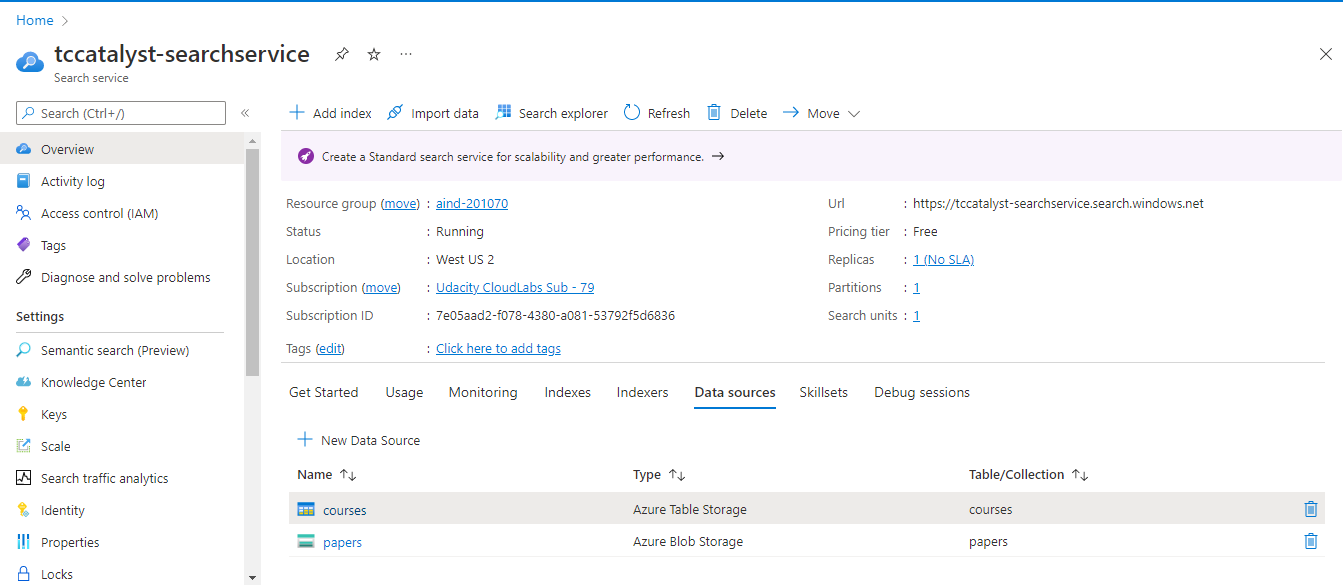 Home
tccatalyst-searchservice
Search service
Search (Ctrl+/)
Overview
Activity log
Access control (IAM)
Tags
Diagnose and solve problems
Settings
Semantic search (Preview)
Knowledge Center
Keys
Scale
Search traffic analytics
Identity
Properties
Locks
Add index Import data Search explorer Refresh Delete Move
Create a Standard search service for scalability and greater performance. →
Resource group (move) : aind-201070
Status : Running
Location : West US 2
Subscription (move) : Udacity CloudLabs Sub - 79
Subscription ID : 7e05aad2-f078-4380-a081-53792f5d6836
Tags (edit) : Click here to add tags
Url : https://tccatalyst-searchservice.search.windows.net
Pricing tier : Free
Replicas : 1 (No SLA)
Partitions : 1
Search units : 1
Get Started Usage Monitoring Indexes Indexers Data sources Skillsets Debug sessions
New Data Source
Name Type Table/Collection
courses Azure Table Storage courses
papers Azure Blob Storage papers